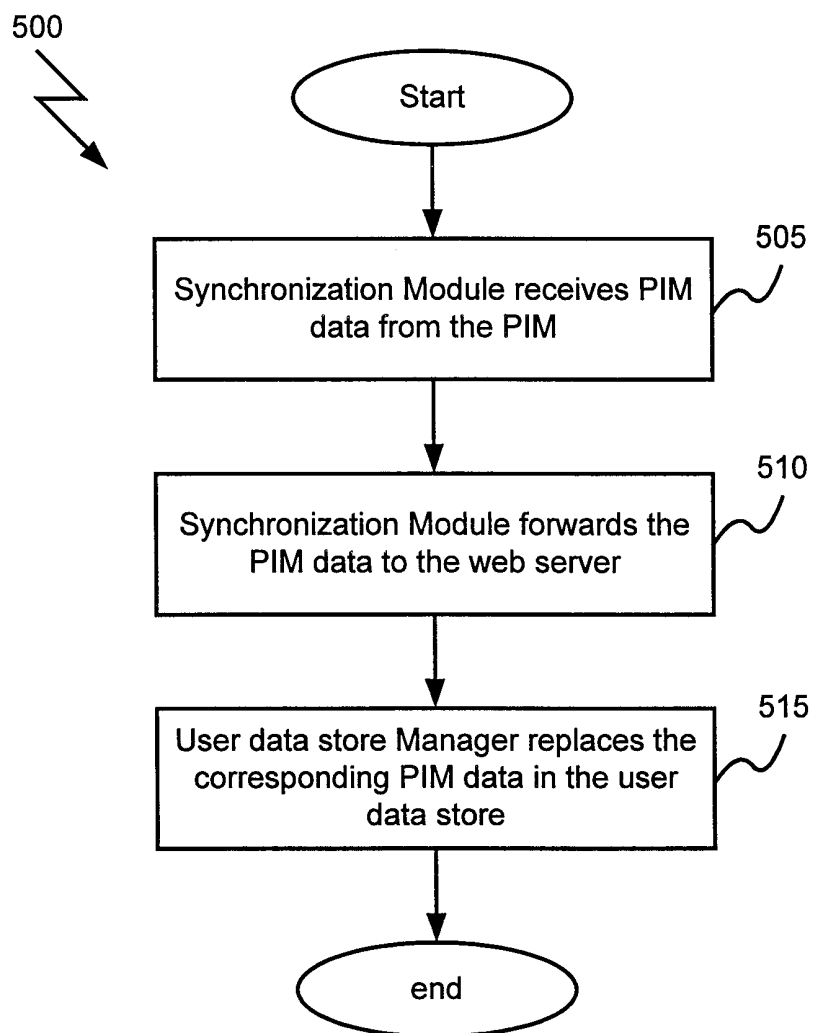 500
Start
505
Synchronization Module receives PIM
data from the PIM
510
Synchronization Module forwards the
PIM data to the web server
515
User data store Manager replaces the
corresponding PIM data in the user
data store
end